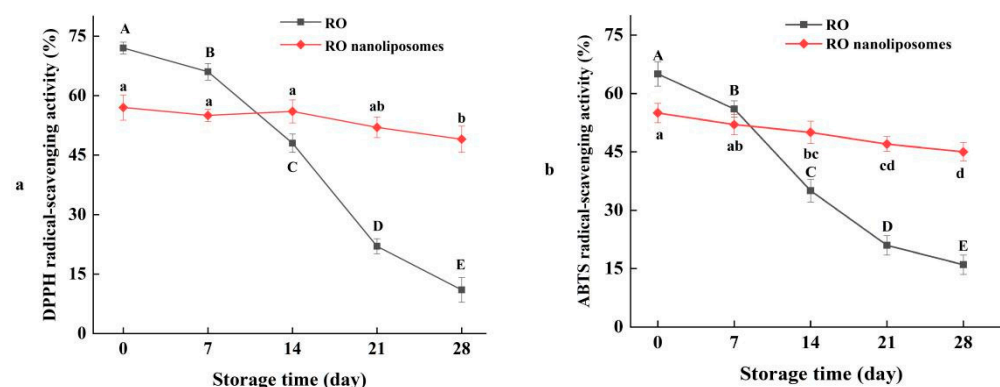 a
DPPH radical-scavenging activity (%)
75
60
45
30
15
0
RO
RO nanoliposomes
A
B
C
D
E
a
a
a
ab
b
0 7 14 21 28
Storage time (day)
b
ABTS radical-scavenging activity (%)
75
60
45
30
15
0
RO
RO nanoliposomes
A
B
C
D
E
a
ab
bc
cd
d
0 7 14 21 28
Storage time (day)